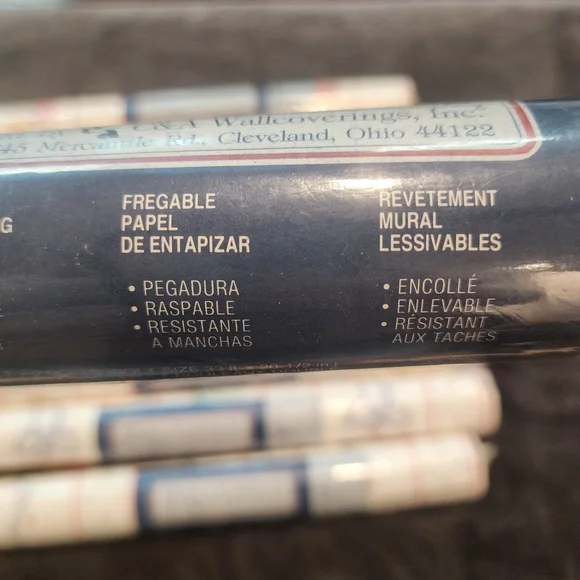 Wallcoverings, Inc.
Rd., Cleveland, Ohio 44122
G
FREGABLE
PAPEL
DE ENTAPIZAR
• PEGADURA
• RASPABLE
• RESISTANTE
A MANCHAS
REVÊTEMENT
MURAL
LESSIVABLES
• ENCOLLÉ
• ENLEVABLE
• RÉSISTANT
AUX TACHES